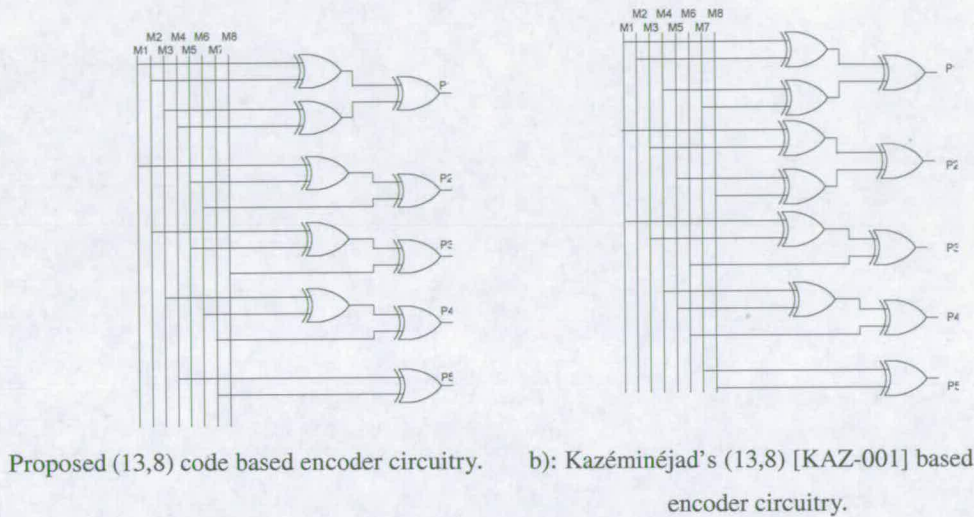 M2 M4 M6 M8
M1 M3 M5 M7
P
P2
P3
P4
P5
M2 M4 M6 M8
M1 M3 M5 M7
P
P2
P3
P4
P5
Proposed (13,8) code based encoder circuitry.
b): Kazéminéjad's (13,8) [KAZ-001] based
encoder circuitry.